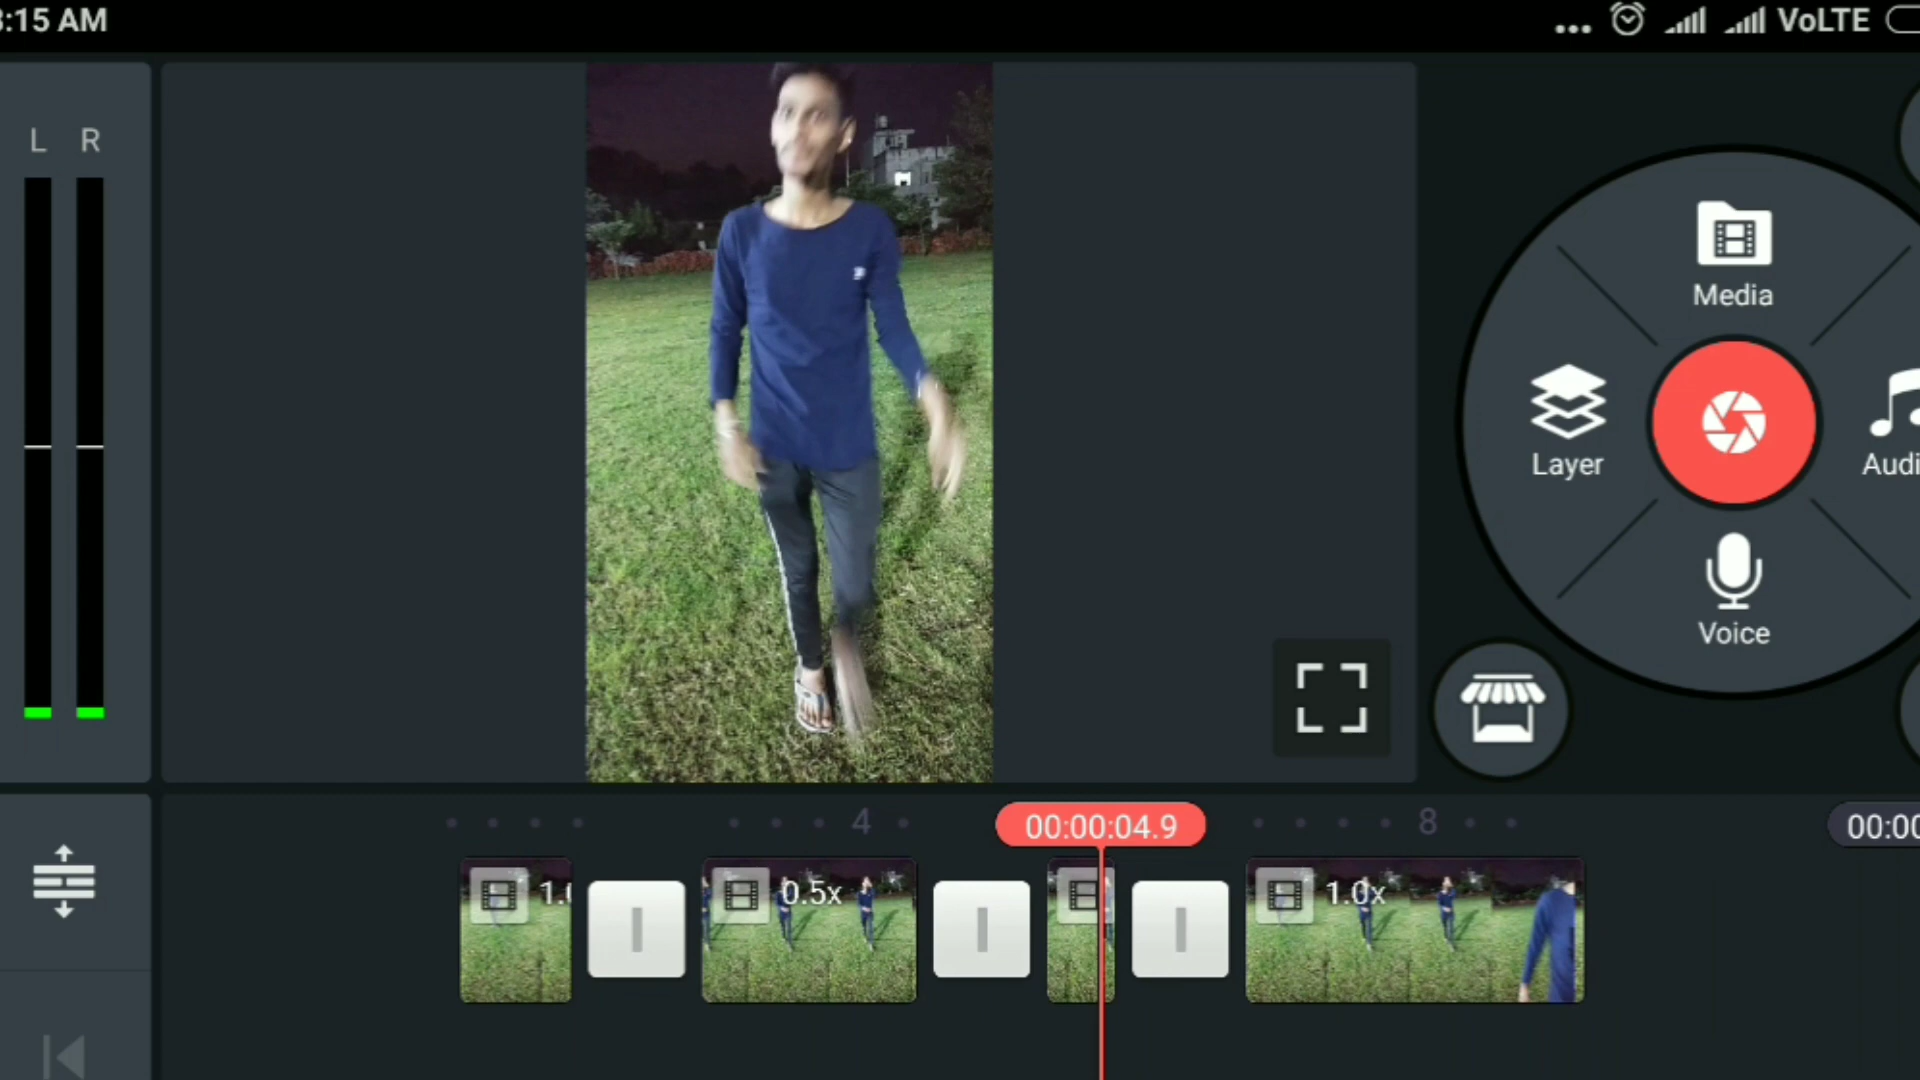 :15 AM
VoLTE
L R
Media
Layer
Audi
Voice
4
00:00:04.9
8
00:00
1.0
0.5x
1.0x